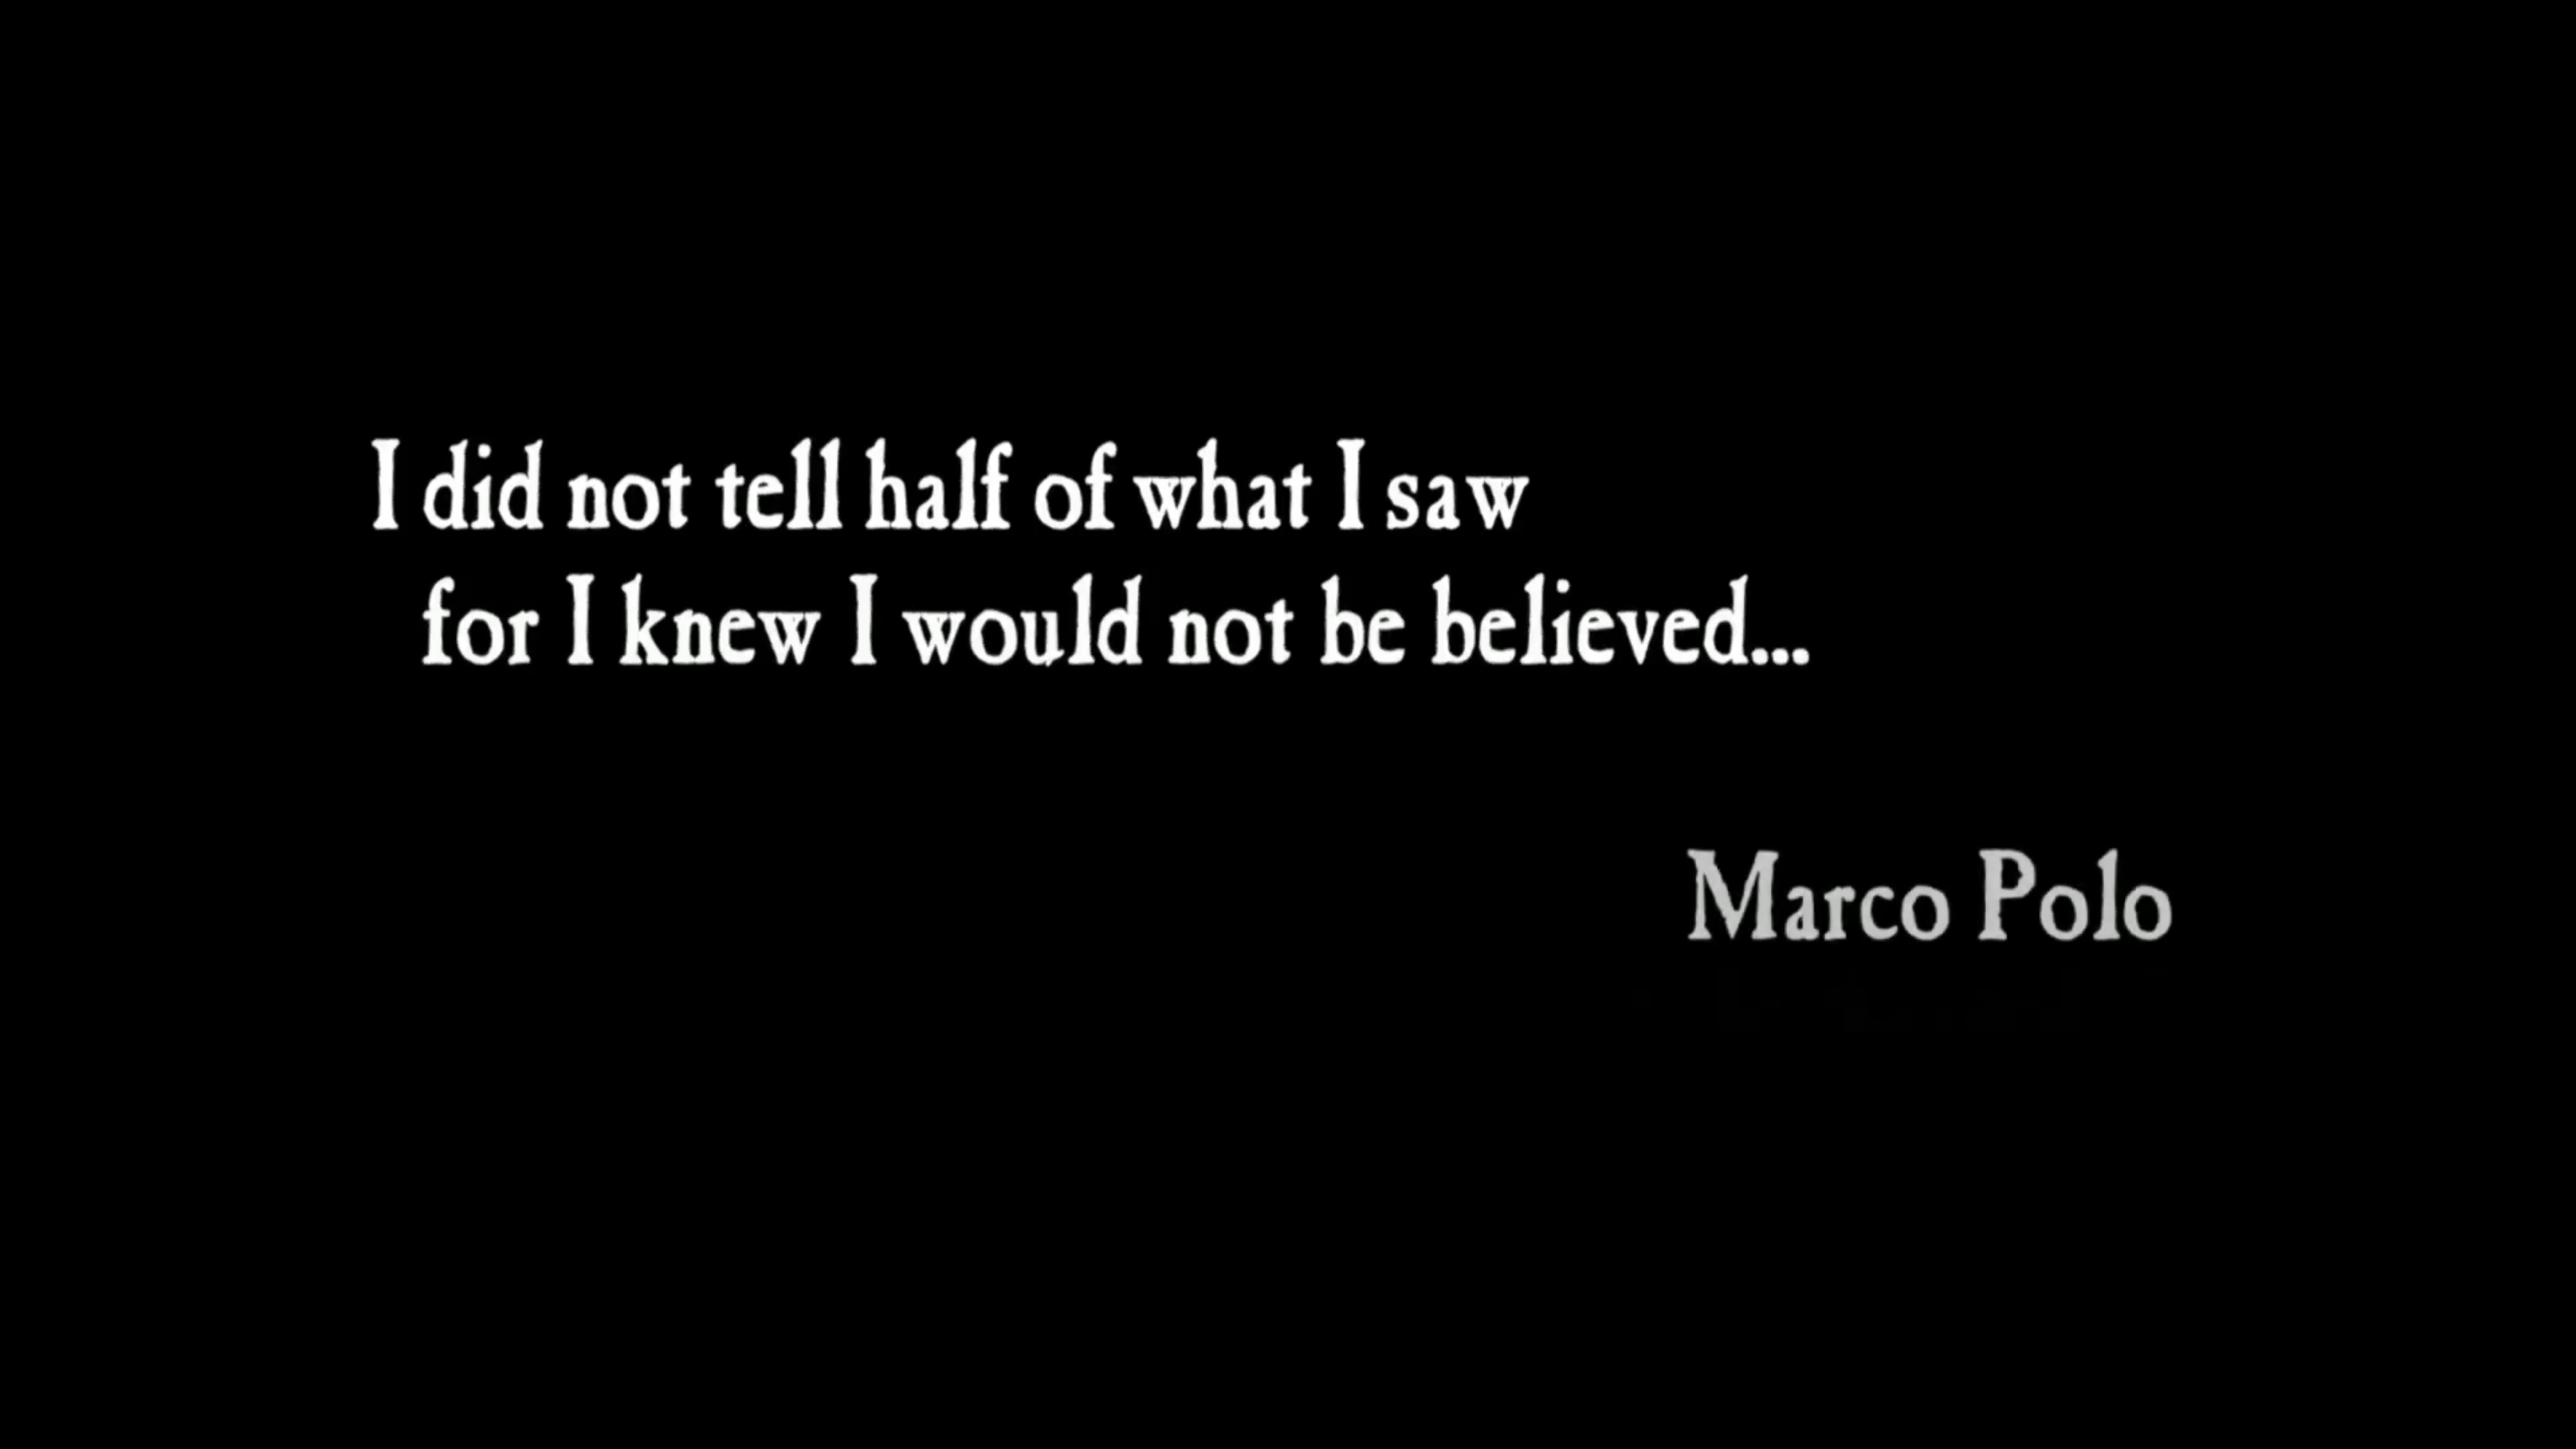 I did not tell half of what I saw
for I knew I would not be believed...
Marco Polo